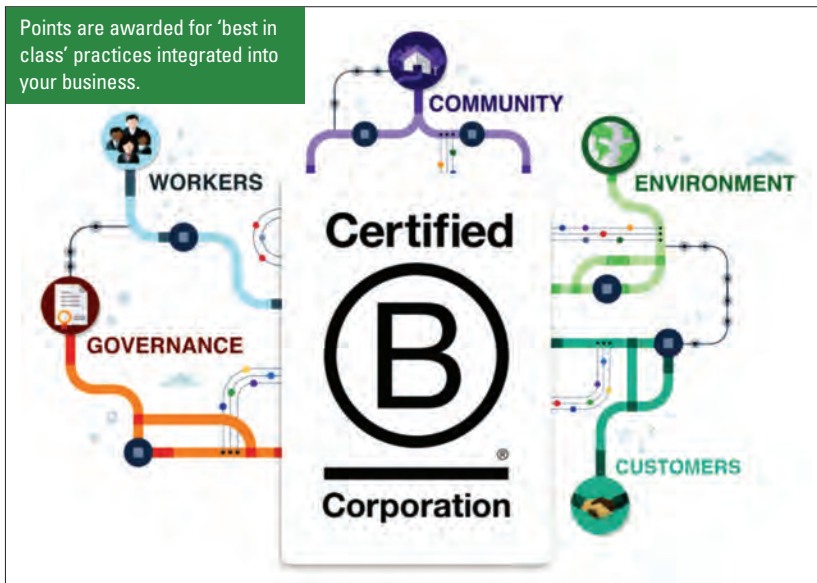 Points are awarded for ‘best in
class’ practices integrated into
your business.
COMMUNITY
WORKERS
ENVIRONMENT
Certified
B
GOVERNANCE
®
CUSTOMERS
Corporation